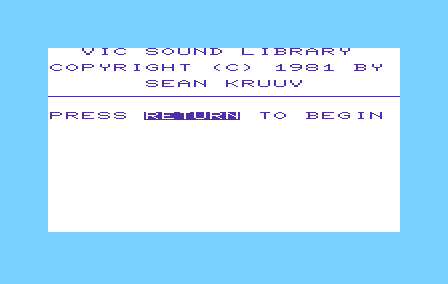 VIC SOUND LIBRARY
COPYRIGHT (C) 1981 BY
SEAN KRUUV
PRESS RETURN TO BEGIN